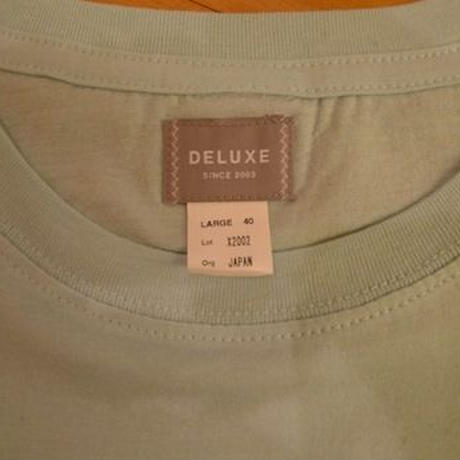 DELUXE
SINCE 2003
LARGE 40
Lot X2002
Org JAPAN